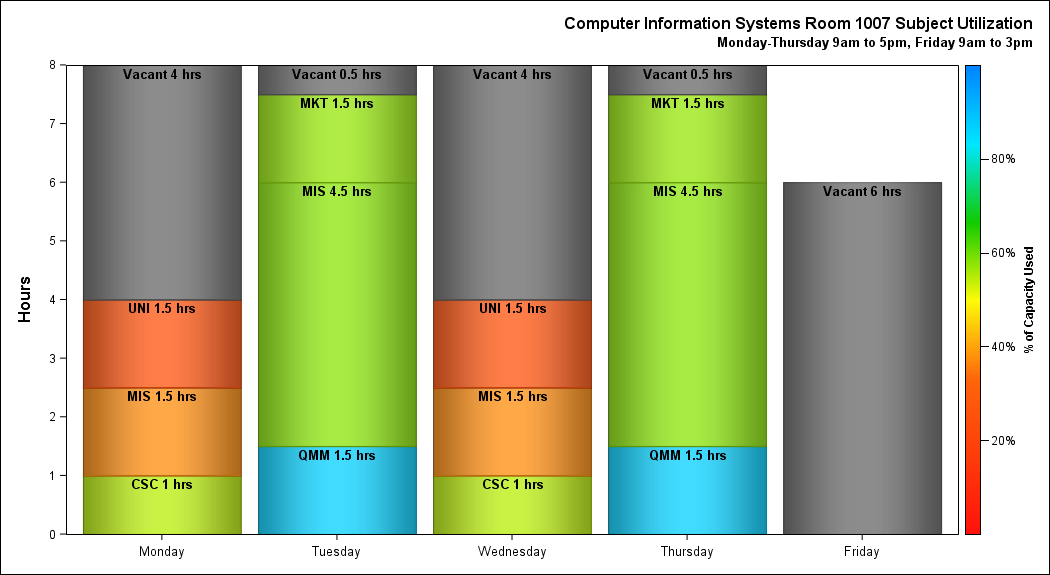 Computer Information Systems Room 1007 Subject Utilization
Monday-Thursday 9am to 5pm, Friday 9am to 3pm
Hours
8
7
6
5
4
3
2
1
0
Vacant 4 hrs
UNI 1.5 hrs
MIS 1.5 hrs
CSC 1 hrs
Vacant 0.5 hrs
MKT 1.5 hrs
MIS 4.5 hrs
QMM 1.5 hrs
Vacant 4 hrs
UNI 1.5 hrs
MIS 1.5 hrs
CSC 1 hrs
Vacant 0.5 hrs
MKT 1.5 hrs
MIS 4.5 hrs
QMM 1.5 hrs
Vacant 6 hrs
Monday
Tuesday
Wednesday
Thursday
Friday
80%
60%
40%
20%
% of Capacity Used